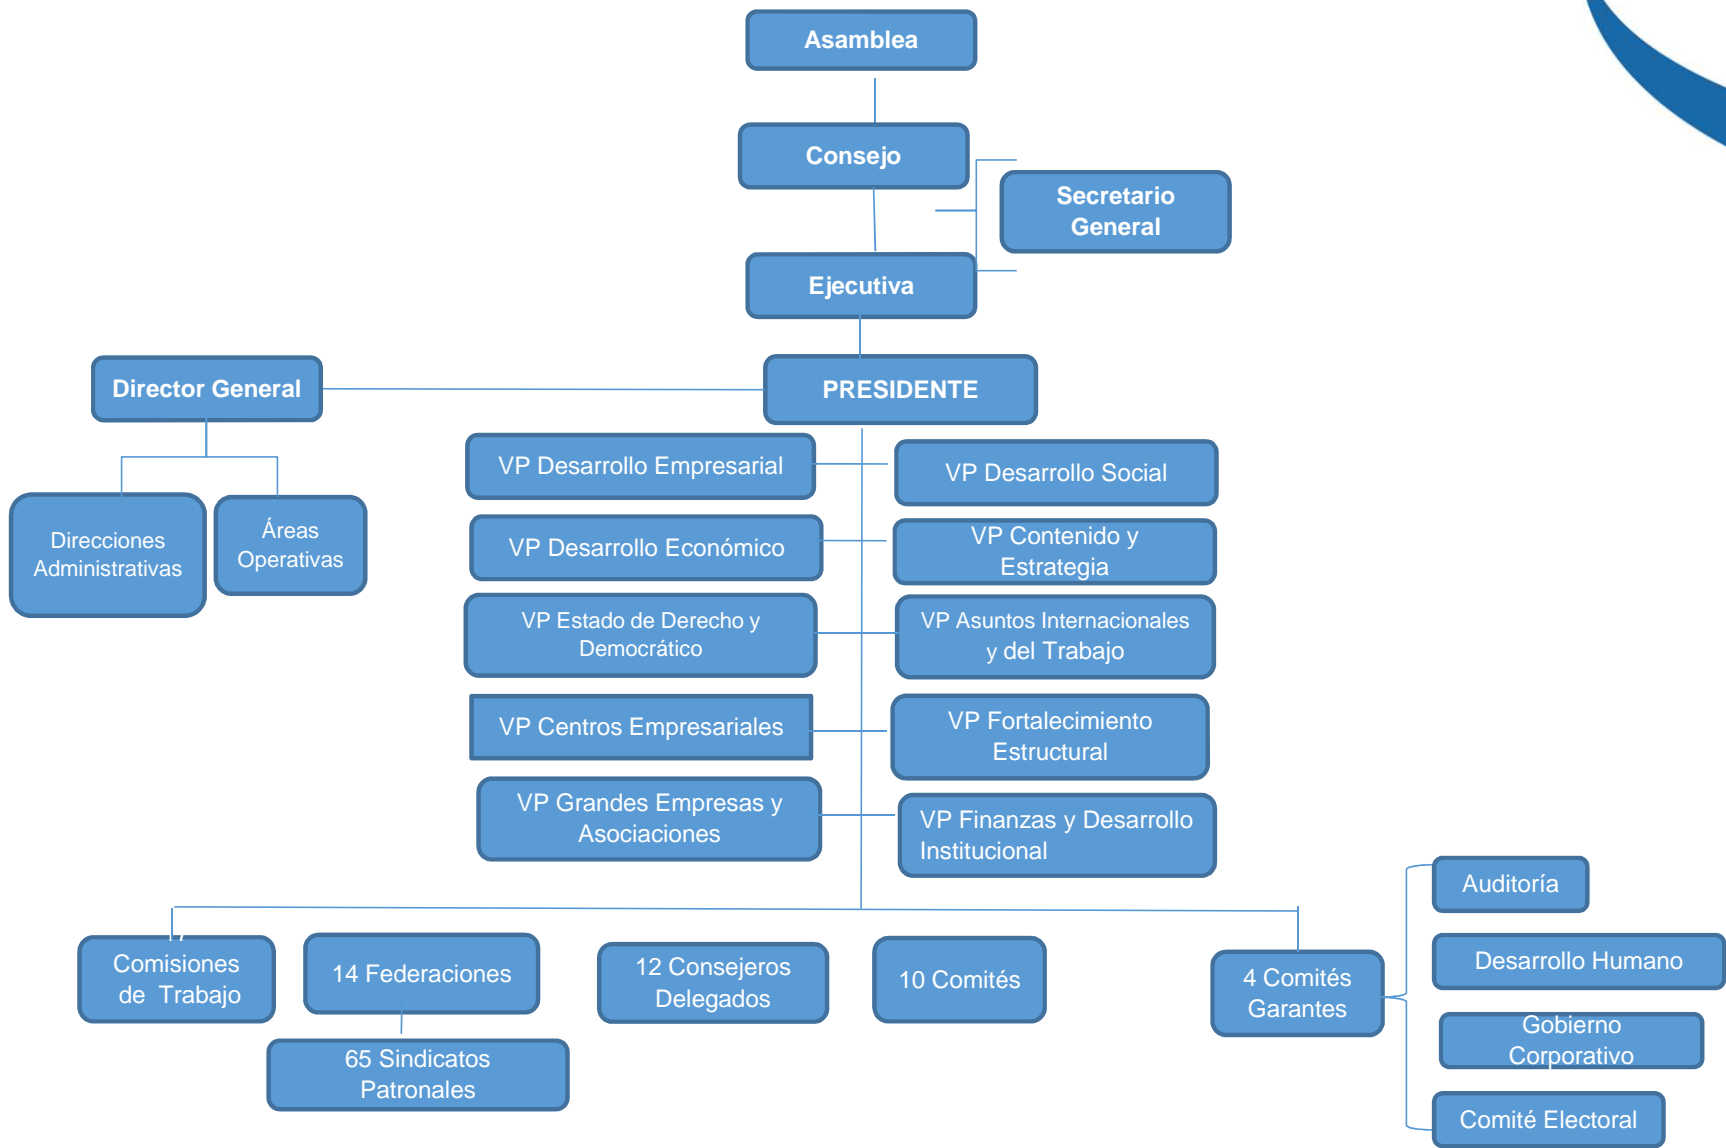 Asamblea
Consejo
Secretario
General
Ejecutiva
Director General
PRESIDENTE
VP Desarrollo Empresarial
VP Desarrollo Social
Direcciones
Administrativas
Áreas
Operativas
VP Desarrollo Económico
VP Contenido y
Estrategia
VP Estado de Derecho y
Democrático
VP Asuntos Internacionales
y del Trabajo
VP Centros Empresariales
VP Fortalecimiento
Estructural
VP Grandes Empresas y
Asociaciones
VP Finanzas y Desarrollo
Institucional
Comisiones
de Trabajo
14 Federaciones
65 Sindicatos
Patronales
12 Consejeros
Delegados
10 Comités
4 Comités
Garantes
Auditoría
Desarrollo Humano
Gobierno
Corporativo
Comité Electoral